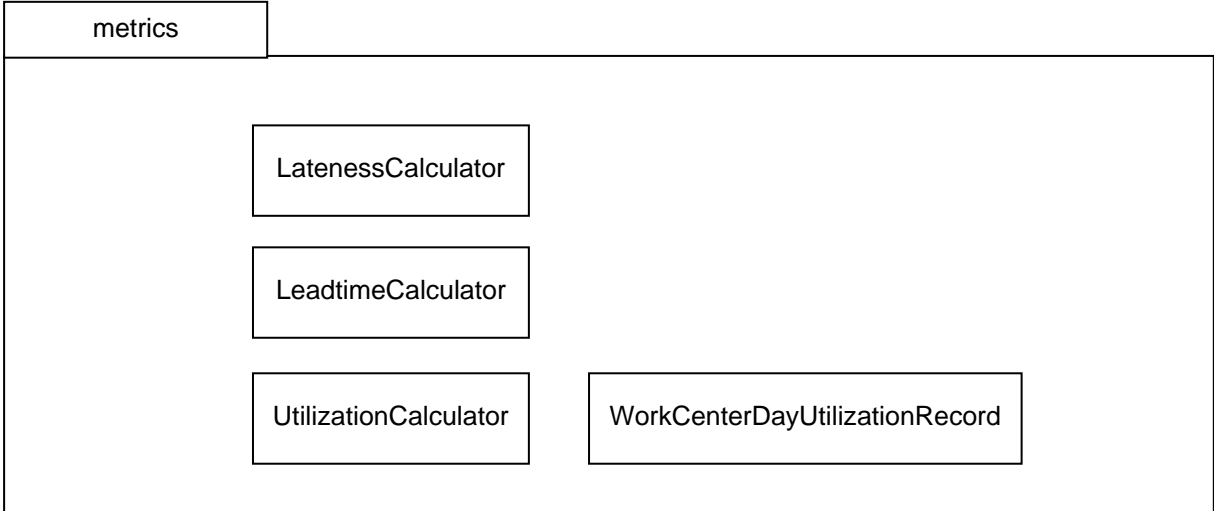 metrics
LatenessCalculator
LeadtimeCalculator
UtilizationCalculator
WorkCenterDayUtilizationRecord